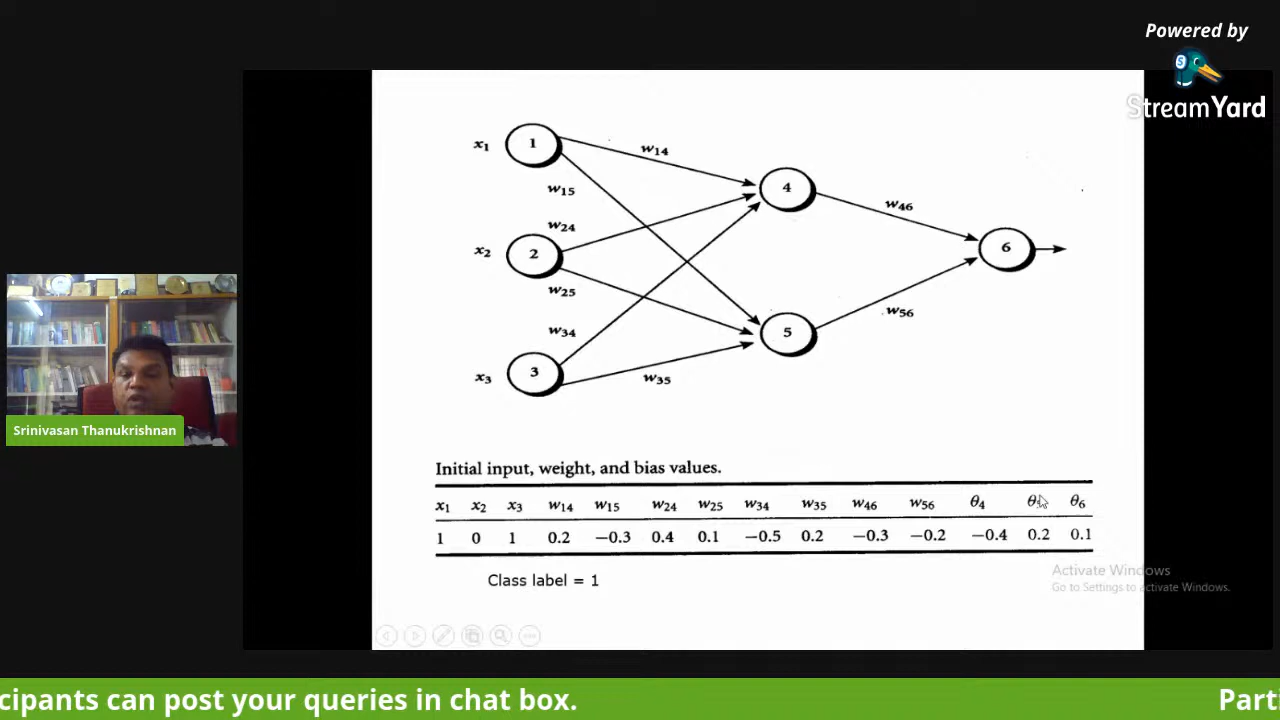 Powered by
StreamYard
x1 1 w14
w15 4
w24 w46
x2 2 6
w25
w34 w56
5
x3 3 w35
Initial input, weight, and bias values.
x1 x2 x3 w14 w15 w24 w25 w34 w35 w46 w56 θ4 θ θ6
1 0 1 0.2 −0.3 0.4 0.1 −0.5 0.2 −0.3 −0.2 −0.4 0.2 0.1
Class label = 1
Activate Windows
Go to Settings to activate Windows.
Srinivasan Thanukrishnan
cipants can post your queries in chat box.
Parti